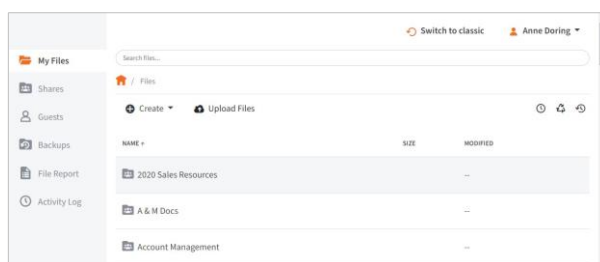 Switch to classic Anne Doring
My Files
Search files...
Shares
/ Files
Guests
Create Upload Files
Backups
NAME SIZE MODIFIED
File Report
2020 Sales Resources --
Activity Log
A & M Docs --
Account Management --